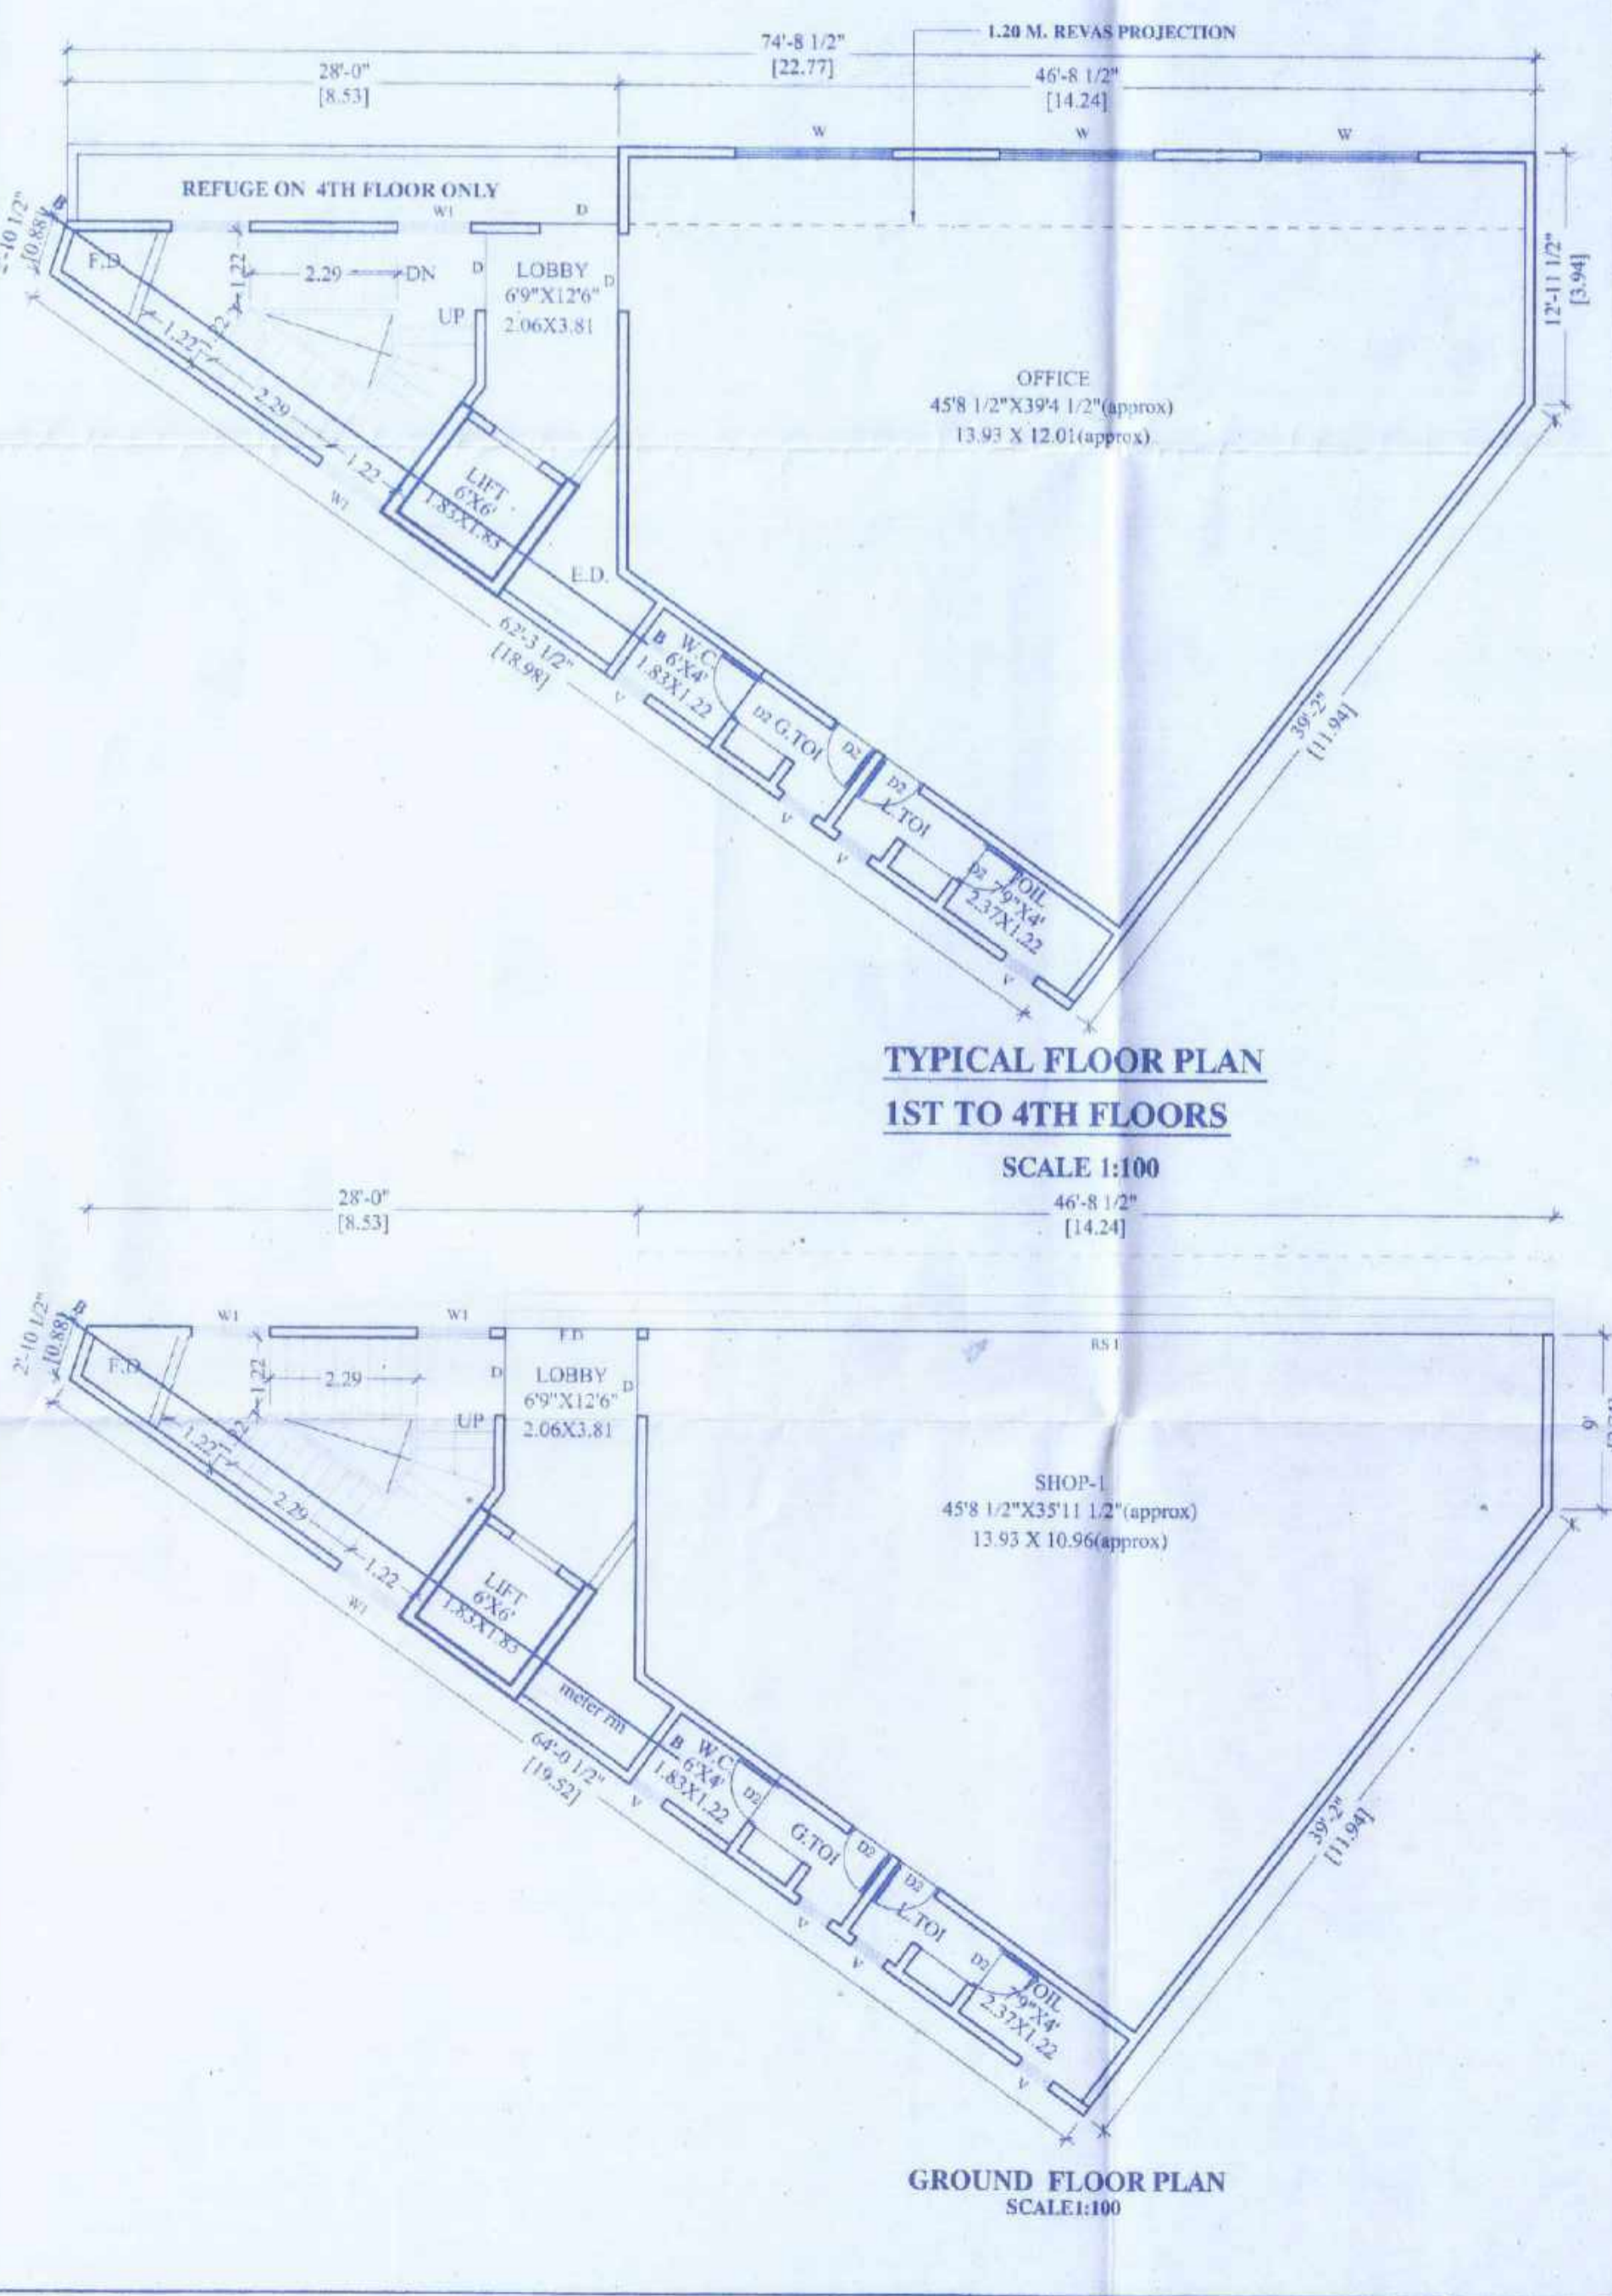 1.20 M. REVAS PROJECTION
74'-8 1/2"
[22.77]
28'-0"
[8.53]
46'-8 1/2"
[14.24]
W
W
W
REFUGE ON 4TH FLOOR ONLY
W1
D
B
[0.88]
F.D
1.22
2.29
DN
D
LOBBY
6'9"X12'6"
2.06X3.81
D
UP
12'-11 1/2"
[3.94]
1.22
2.29
1.22
W1
LIFT
6'X6'
1.83X1.83
OFFICE
45'8 1/2"X39'4 1/2"(approx)
13.93 X 12.01(approx)
E.D.
62'-3 1/2"
[18.98]
B
W.C.
6'X4'
1.83X1.22
V
D2
G.TOI
D2
D2
L.TOI
V
V
D2
TOIL
7'9"X4'
2.37X1.22
V
39'-2"
[11.94]
TYPICAL FLOOR PLAN
1ST TO 4TH FLOORS
SCALE 1:100
28'-0"
[8.53]
46'-8 1/2"
[14.24]
2'-10 1/2"
[0.88]
B
W1
W1
F.D
RS 1
F.D
1.22
2.29
D
LOBBY
6'9"X12'6"
2.06X3.81
D
UP
9'
1.22
2.29
1.22
W1
LIFT
6'X6'
1.83X1.83
SHOP-1
45'8 1/2"X35'11 1/2"(approx)
13.93 X 10.96(approx)
meter rm
64'-0 1/2"
[19.52]
B
W.C.
6'X4'
1.83X1.22
V
D2
G.TOI
D2
D2
L.TOI
V
V
D2
TOIL
7'9"X4'
2.37X1.22
V
39'-2"
[11.94]
GROUND FLOOR PLAN
SCALE1:100